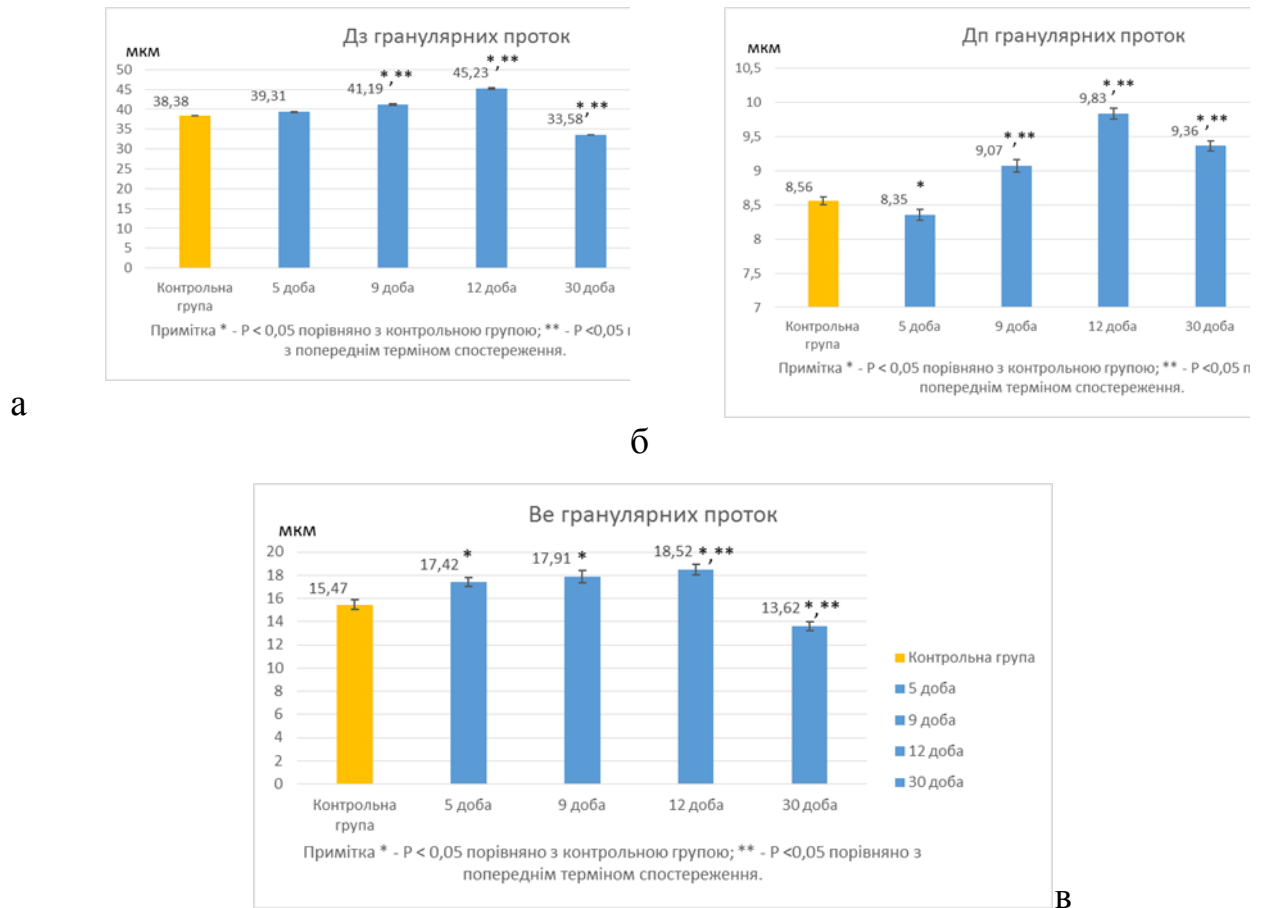 Дз гранулярних проток
мкм
50
45
40
35
30
25
20
15
10
5
0
38,38
39,31
41,19
*,**
45,23
*,**
33,58
*,**
Контрольна група
5 доба
9 доба
12 доба
30 доба
Примітка * - Р < 0,05 порівняно з контрольною групою; ** - Р <0,05
з попереднім терміном спостереження.
а
Дп гранулярних проток
мкм
10,5
10
9,5
9
8,5
8
7,5
7
8,56
8,35
*
9,07
*,**
9,83
*,**
9,36
*,**
Контрольна група
5 доба
9 доба
12 доба
30 доба
Примітка * - Р < 0,05 порівняно з контрольною групою; ** - Р <0,05
попереднім терміном спостереження.
б
Ве гранулярних проток
мкм
20
18
16
14
12
10
8
6
4
2
0
15,47
17,42 *
17,91 *
18,52 *,**
13,62 *,**
Контрольна група
5 доба
9 доба
12 доба
30 доба
Контрольна група
5 доба
9 доба
12 доба
30 доба
Примітка * - Р < 0,05 порівняно з контрольною групою; ** - Р <0,05 порівняно з
попереднім терміном спостереження.
в